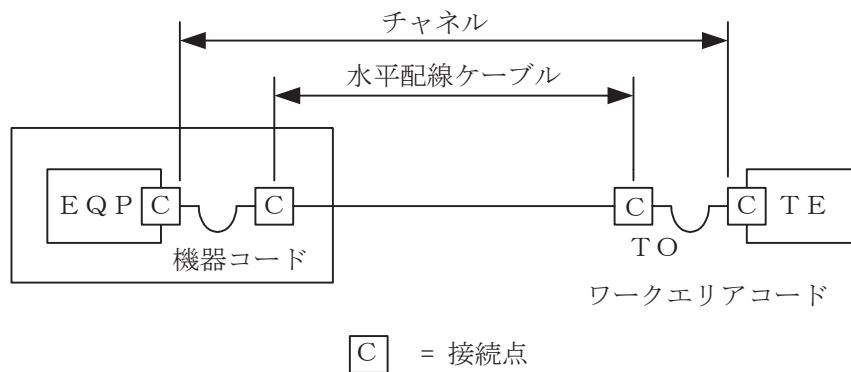 チャネル
水平配線ケーブル
EQP C C C C TE
機器コード TO
ワークエリアコード
C = 接続点